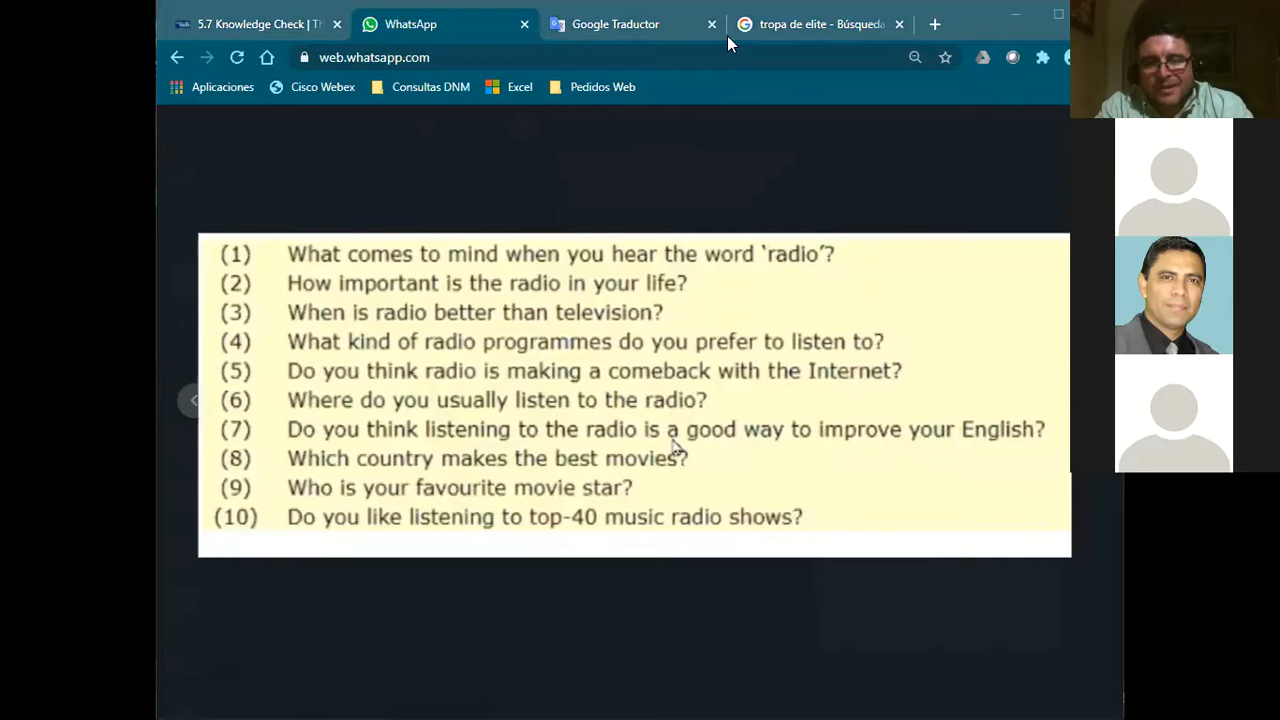 5.7 Knowledge Check | Th
WhatsApp
Google Traductor
tropa de elite - Búsqueda
web.whatsapp.com
Aplicaciones
Cisco Webex
Consultas DNM
Excel
Pedidos Web
(1) What comes to mind when you hear the word ‘radio’?
(2) How important is the radio in your life?
(3) When is radio better than television?
(4) What kind of radio programmes do you prefer to listen to?
(5) Do you think radio is making a comeback with the Internet?
(6) Where do you usually listen to the radio?
(7) Do you think listening to the radio is a good way to improve your English?
(8) Which country makes the best movies?
(9) Who is your favourite movie star?
(10) Do you like listening to top-40 music radio shows?